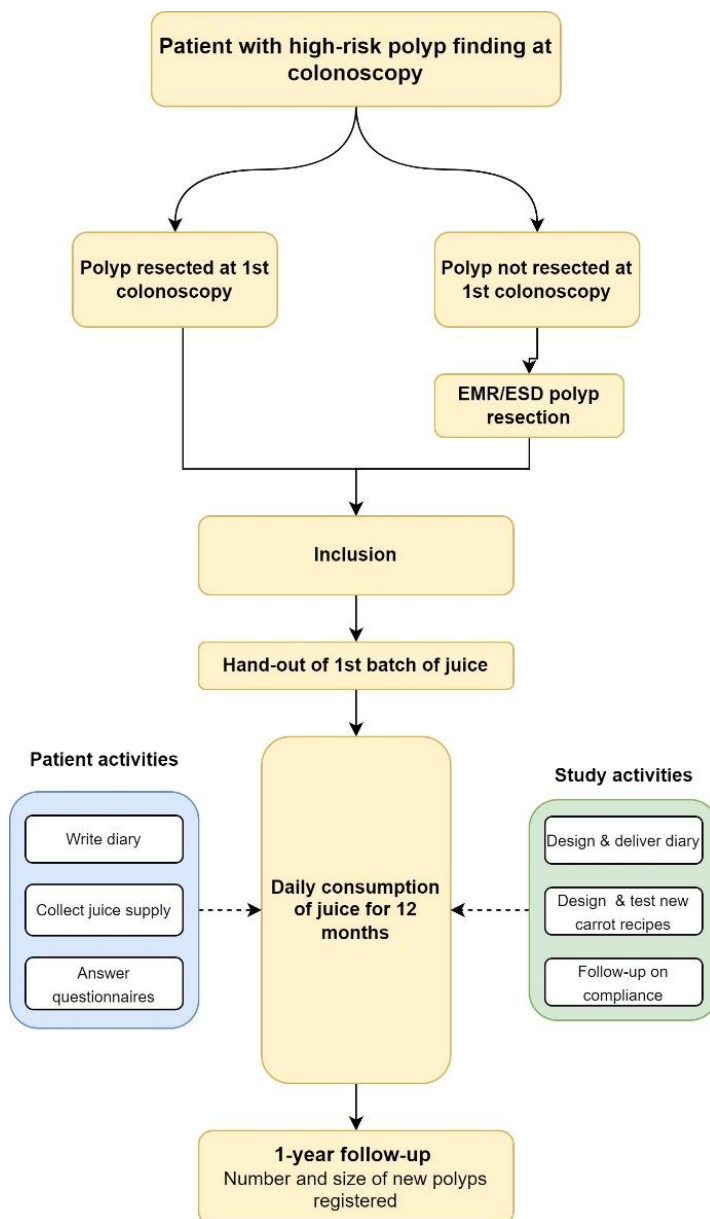 Patient with high-risk polyp finding at
colonoscopy
Polyp resected at 1st
colonoscopy
Polyp not resected at
1st colonoscopy
EMR/ESD polyp
resection
Inclusion
Hand-out of 1st batch of juice
Patient activities
Write diary
Collect juice supply
Answer
questionnaires
Daily consumption
of juice for 12
months
Study activities
Design & deliver diary
Design & test new
carrot recipes
Follow-up on
compliance
1-year follow-up
Number and size of new polyps
registered